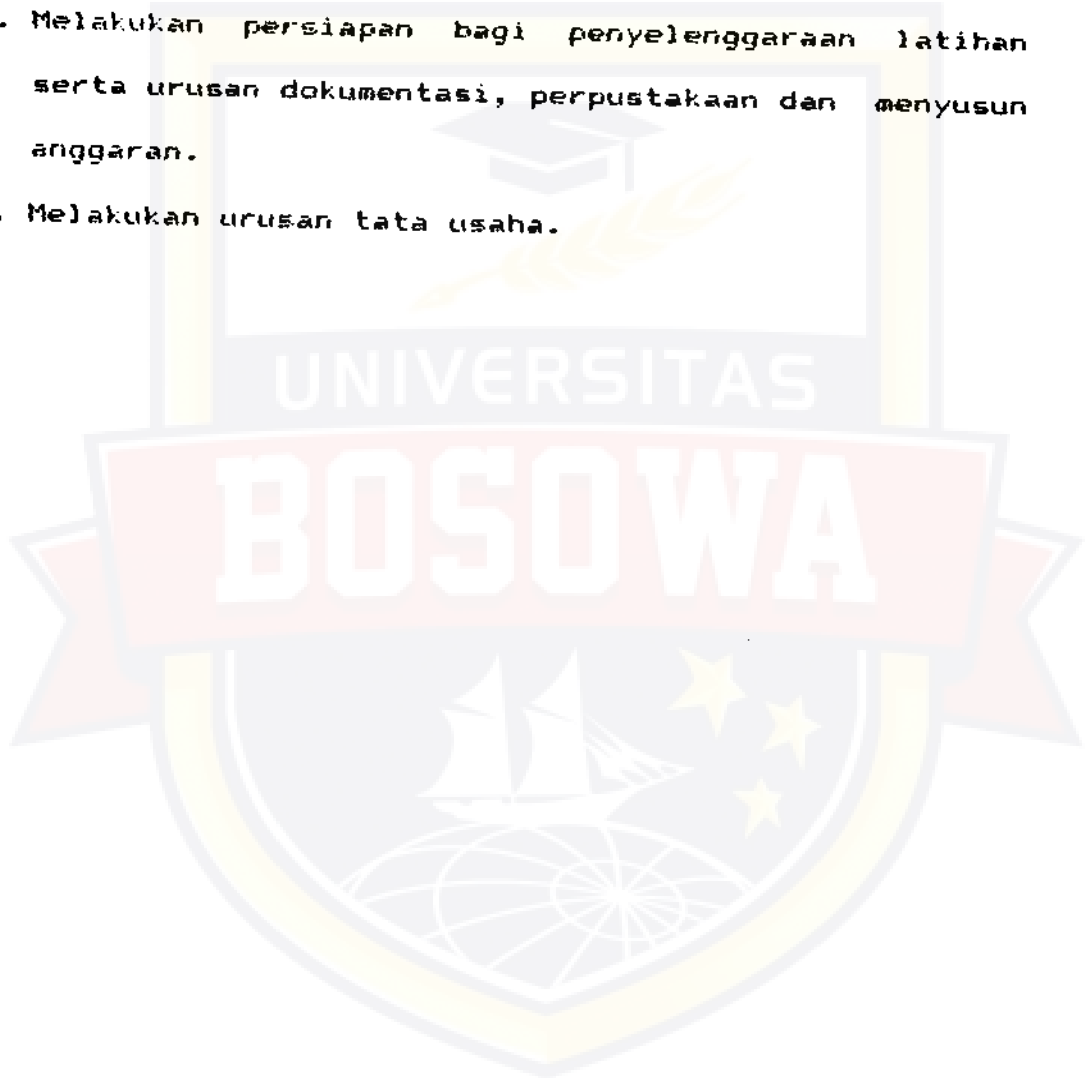 . Melakukan persiapan bagi penyelenggaraan latihan
serta urusan dokumentasi, perpustakaan dan menyusun
anggaran.
. Melakukan urusan tata usaha.
UNIVERSITAS
BOSOWA